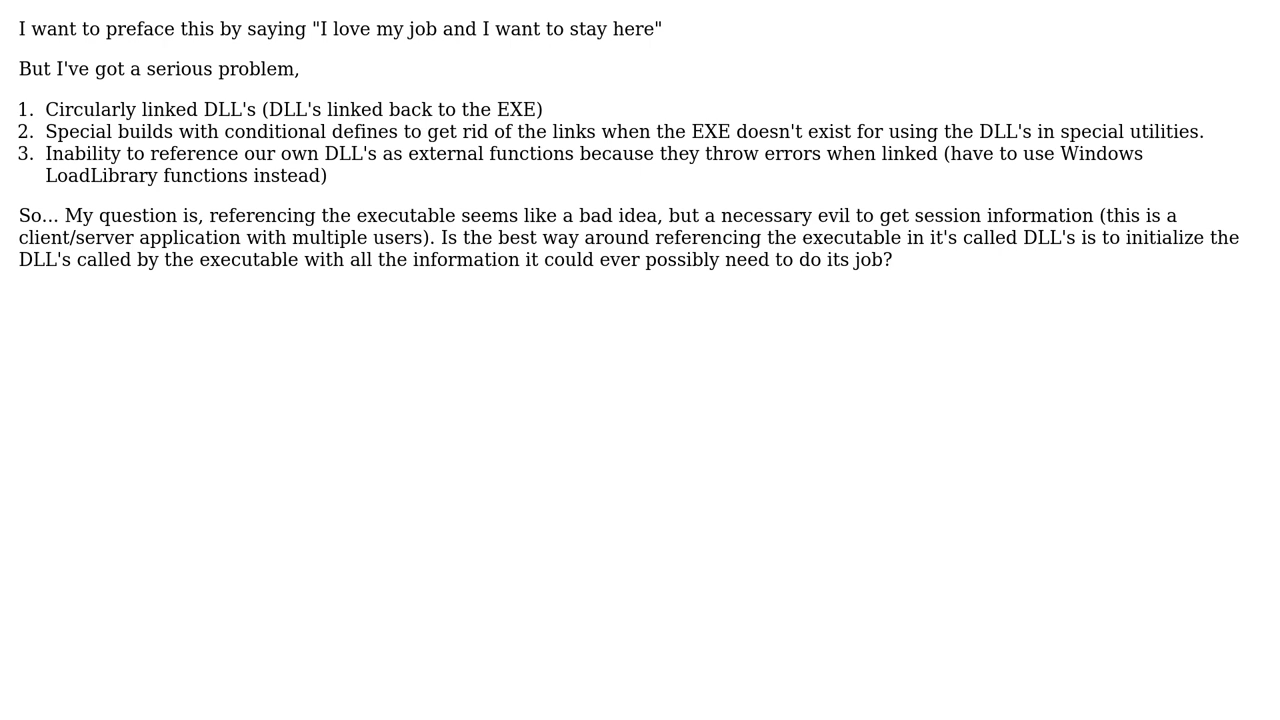 I want to preface this by saying "I love my job and I want to stay here"
But I've got a serious problem,
1. Circularly linked DLL's (DLL's linked back to the EXE)
2. Special builds with conditional defines to get rid of the links when the EXE doesn't exist for using the DLL's in special utilities.
3. Inability to reference our own DLL's as external functions because they throw errors when linked (have to use Windows
LoadLibrary functions instead)
So... My question is, referencing the executable seems like a bad idea, but a necessary evil to get session information (this is a
client/server application with multiple users). Is the best way around referencing the executable in it's called DLL's is to initialize the
DLL's called by the executable with all the information it could ever possibly need to do its job?